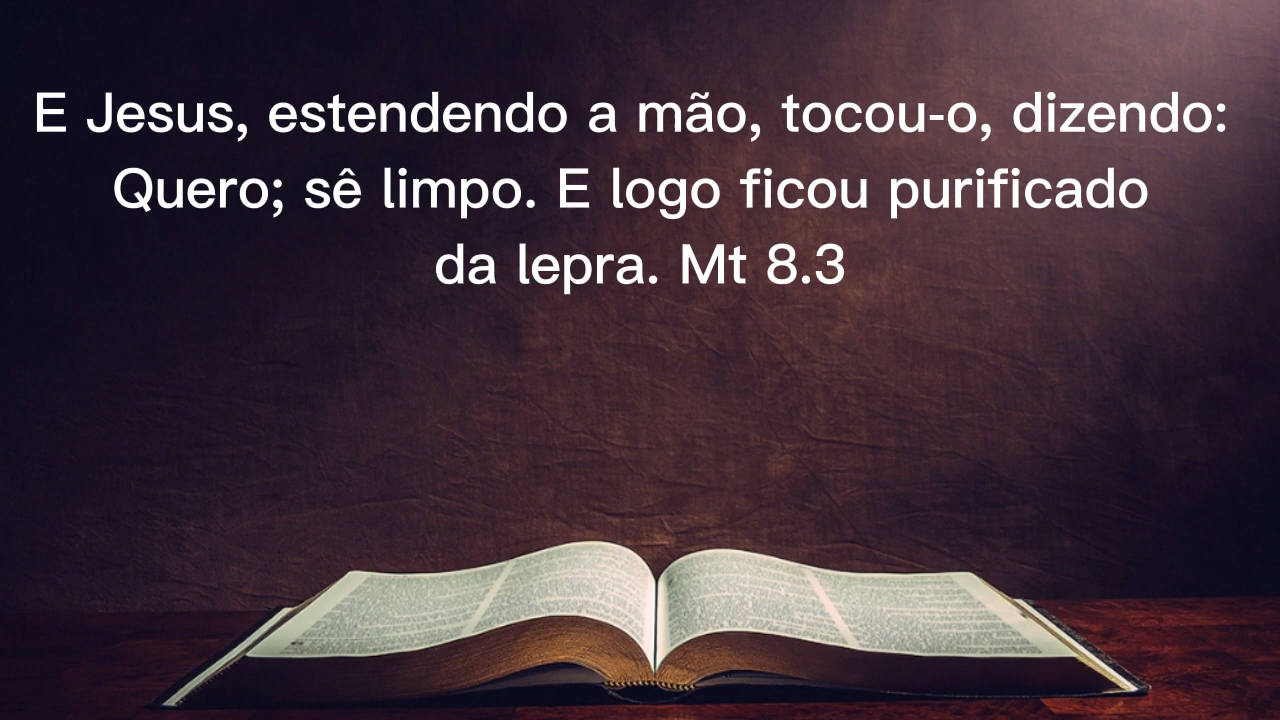 E Jesus, estendendo a mão, tocou-o, dizendo:
Quero; sê limpo. E logo ficou purificado
da lepra. Mt 8.3